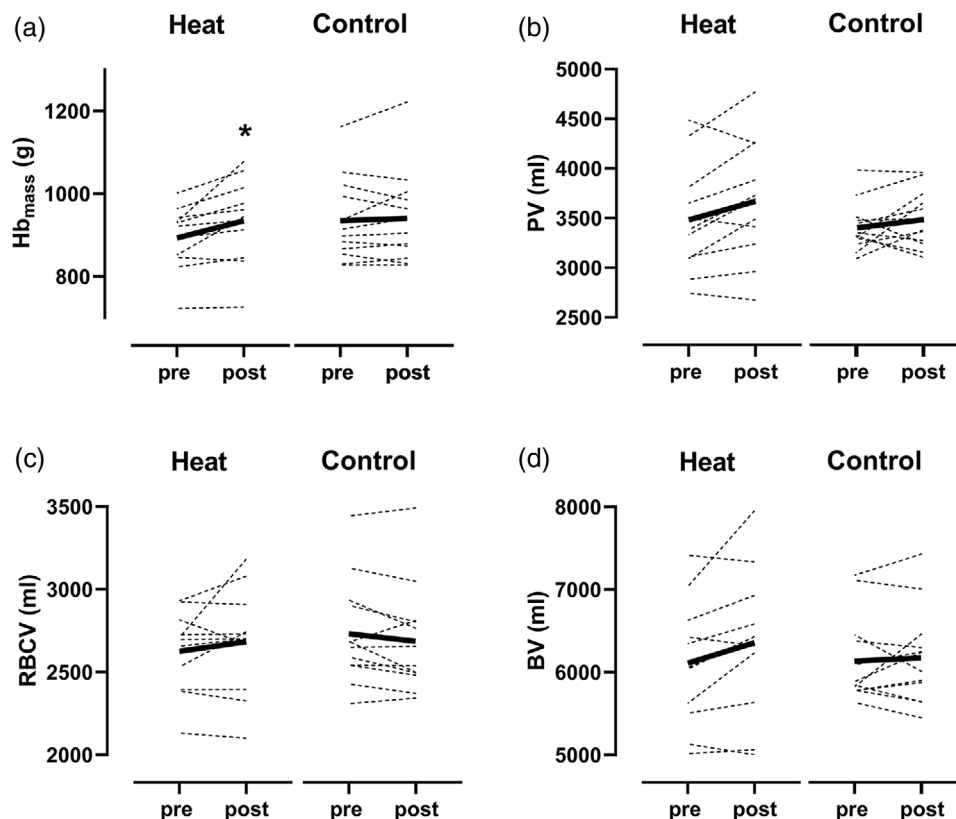 (a)
Heat
Control
Hbmass (g)
1200
1000
800
*
pre
post
pre
post
(b)
Heat
Control
PV (ml)
5000
4500
4000
3500
3000
2500
pre
post
pre
post
(c)
Heat
Control
RBCV (ml)
3500
3000
2500
2000
pre
post
pre
post
(d)
Heat
Control
BV (ml)
8000
7000
6000
5000
pre
post
pre
post